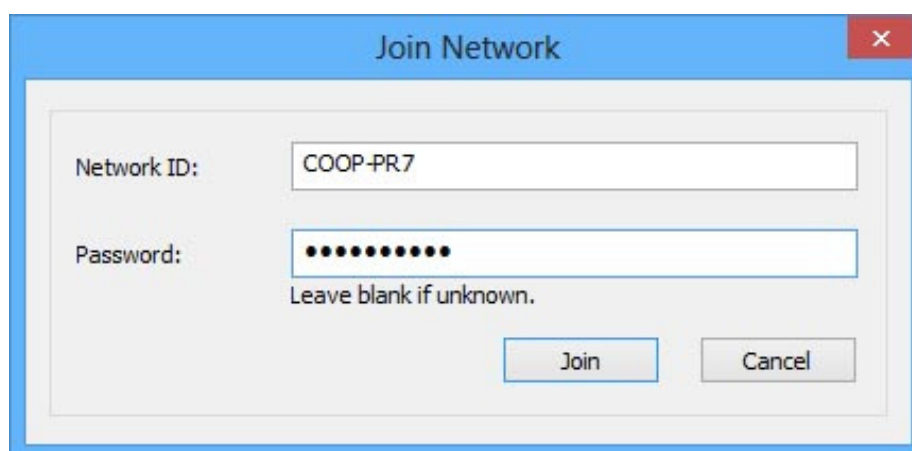 Join Network
Network ID: COOP-PR7
Password: ••••••••••
Leave blank if unknown.
Join Cancel